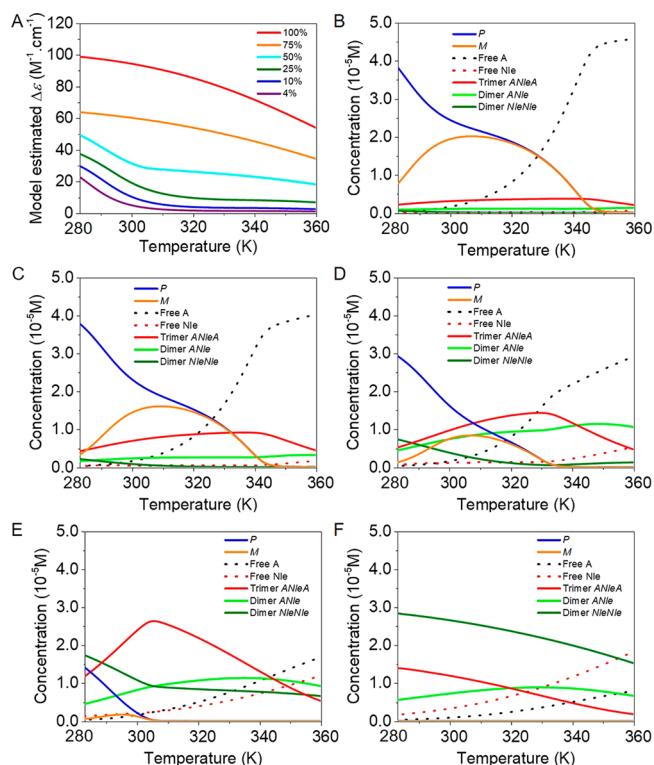 A
Model estimated Δε (M⁻¹.cm⁻¹)
120
100
80
60
40
20
0
100%
75%
50%
25%
10%
4%
280 300 320 340 360
Temperature (K)
B
Concentration (10⁻⁵M)
5.0
4.0
3.0
2.0
1.0
0.0
P
M
Free A
Free Nle
Trimer ANleA
Dimer ANle
Dimer NleNle
280 300 320 340 360
Temperature (K)
C
Concentration (10⁻⁵M)
5.0
4.0
3.0
2.0
1.0
0.0
P
M
Free A
Free Nle
Trimer ANleA
Dimer ANle
Dimer NleNle
280 300 320 340 360
Temperature (K)
D
Concentration (10⁻⁵M)
5.0
4.0
3.0
2.0
1.0
0.0
P
M
Free A
Free Nle
Trimer ANleA
Dimer ANle
Dimer NleNle
280 300 320 340 360
Temperature (K)
E
Concentration (10⁻⁵M)
5.0
4.0
3.0
2.0
1.0
0.0
P
M
Free A
Free Nle
Trimer ANleA
Dimer ANle
Dimer NleNle
280 300 320 340 360
Temperature (K)
F
Concentration (10⁻⁵M)
5.0
4.0
3.0
2.0
1.0
0.0
P
M
Free A
Free Nle
Trimer ANleA
Dimer ANle
Dimer NleNle
280 300 320 340 360
Temperature (K)